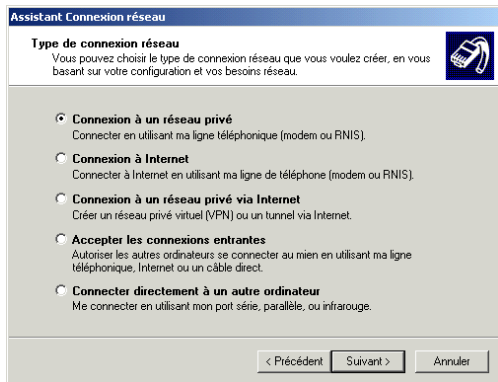 Assistant Connexion réseau
Type de connexion réseau
Vous pouvez choisir le type de connexion réseau que vous voulez créer, en vous
basant sur votre configuration et vos besoins réseau.
Connexion à un réseau privé
Connecter en utilisant ma ligne téléphonique (modem ou RNIS).
Connexion à Internet
Connecter à Internet en utilisant ma ligne de téléphone (modem ou RNIS).
Connexion à un réseau privé via Internet
Créer un réseau privé virtuel (VPN) ou un tunnel via Internet.
Accepter les connexions entrantes
Autoriser les autres ordinateurs se connecter au mien en utilisant ma ligne
téléphonique, Internet ou un câble direct.
Connecter directement à un autre ordinateur
Me connecter en utilisant mon port série, parallèle, ou infrarouge.
< Précédent Suivant > Annuler